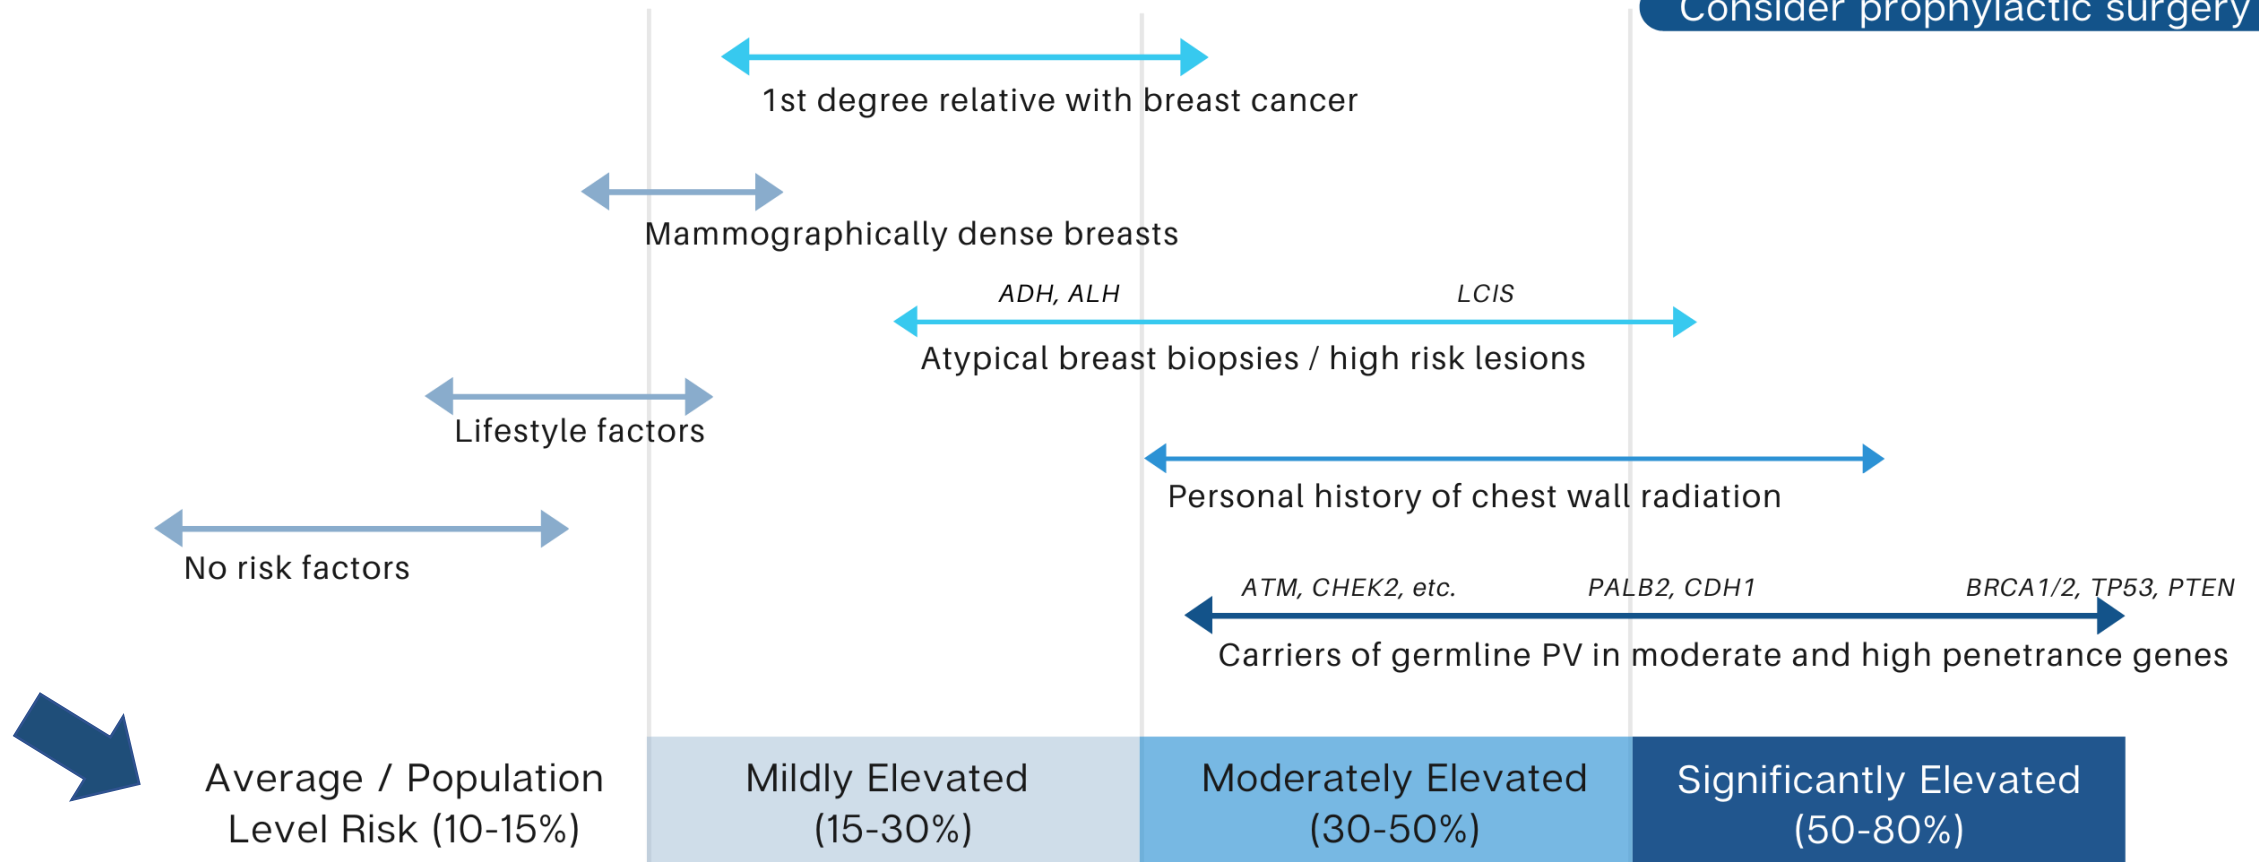 Consider prophylactic surgery
1st degree relative with breast cancer
Mammographically dense breasts
ADH, ALH
LCIS
Atypical breast biopsies / high risk lesions
Lifestyle factors
Personal history of chest wall radiation
No risk factors
ATM, CHEK2, etc.
PALB2, CDH1
BRCA1/2, TP53, PTEN
Carriers of germline PV in moderate and high penetrance genes
Average / Population
Level Risk (10-15%)
Mildly Elevated
(15-30%)
Moderately Elevated
(30-50%)
Significantly Elevated
(50-80%)